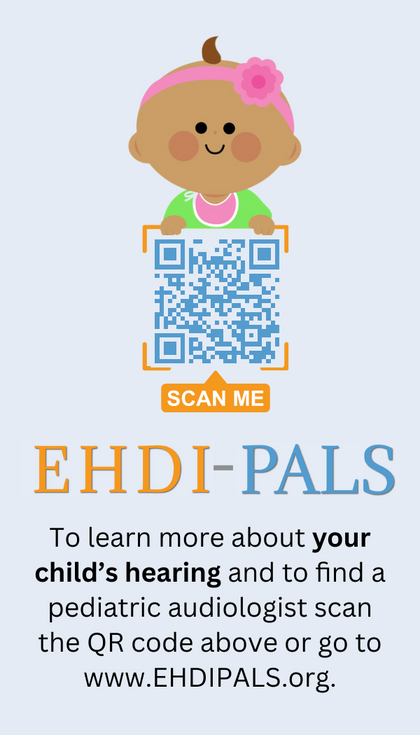 SCAN ME
EHDI-PALS
To learn more about your
child's hearing and to find a
pediatric audiologist scan
the QR code above or go to
www.EHDIPALS.org.